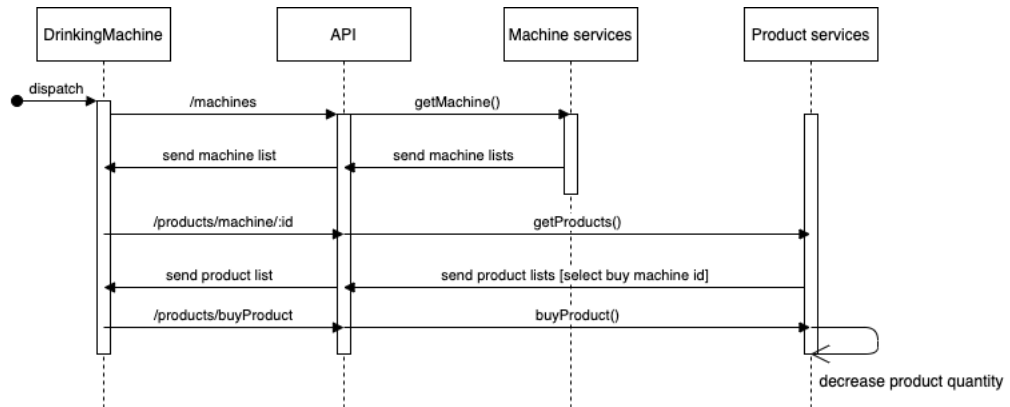 DrinkingMachine
API
Machine services
Product services
dispatch
/machines
getMachine()
send machine list
send machine lists
/products/machine/:id
getProducts()
send product list
send product lists [select buy machine id]
/products/buyProduct
buyProduct()
decrease product quantity